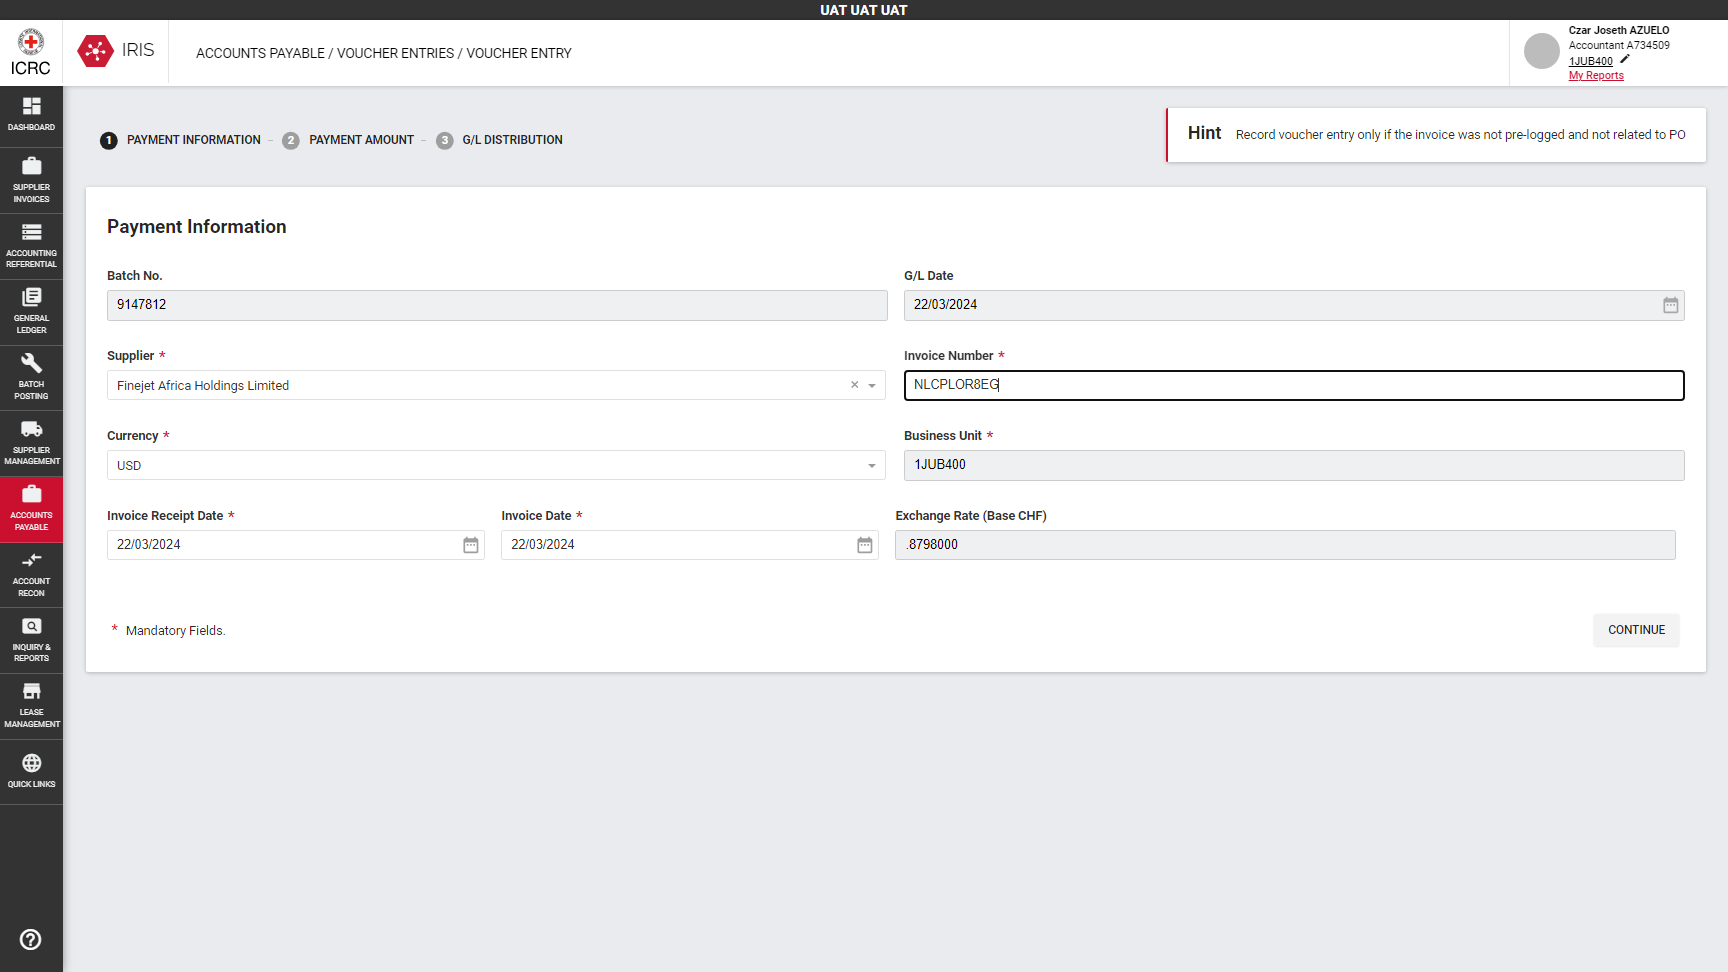 UAT UAT UAT
ICRC
IRIS
ACCOUNTS PAYABLE / VOUCHER ENTRIES / VOUCHER ENTRY
Czar Joseth AZUELO
Accountant A734509
1JUB400
My Reports
DASHBOARD
SUPPLIER
INVOICES
ACCOUNTING
REFERENTIAL
GENERAL
LEDGER
BATCH
POSTING
SUPPLIER
MANAGEMENT
ACCOUNTS
PAYABLE
ACCOUNT
RECON
INQUIRY &
REPORTS
LEASE
MANAGEMENT
QUICK LINKS
1 PAYMENT INFORMATION - 2 PAYMENT AMOUNT - 3 G/L DISTRIBUTION
Hint Record voucher entry only if the invoice was not pre-logged and not related to PO
Payment Information
Batch No. G/L Date
9147812 22/03/2024
Supplier * Invoice Number *
Finejet Africa Holdings Limited × NLCPLOR8EG
Currency * Business Unit *
USD 1JUB400
Invoice Receipt Date * Invoice Date * Exchange Rate (Base CHF)
22/03/2024 22/03/2024 .8798000
* Mandatory Fields. CONTINUE